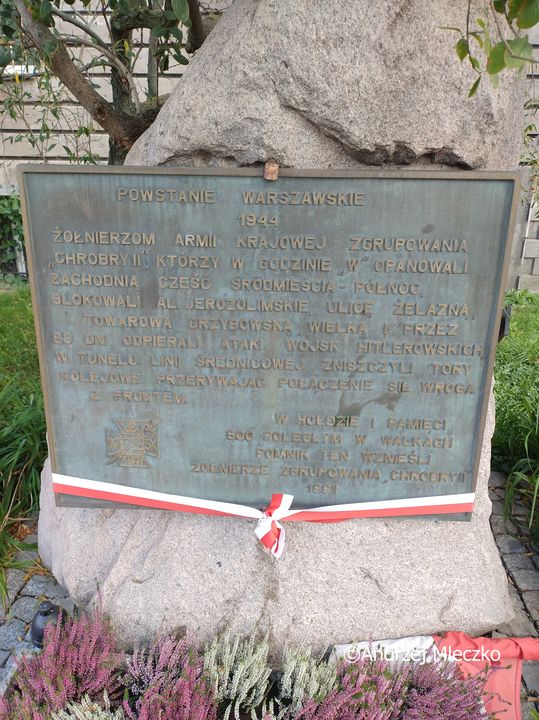 POWSTANIE WARSZAWSKIE
1944
ŻOŁNIERZOM ARMII KRAJOWEJ ZGRUPOWANIA
„CHROBRY II”, KTÓRZY W GODZINIE „W” OPANOWALI
ZACHODNIĄ CZĘŚĆ ŚRÓDMIEŚCIA-PÓŁNOC,
BLOKOWALI AL. JEROZOLIMSKIE, ULICE ŻELAZNĄ,
TOWAROWĄ GRZYBOWSKĄ, WIELKĄ I PRZEZ
63 DNI ODPIERALI ATAKI WOJSK HITLEROWSKICH,
W TUNELU LINI ŚREDNICOWEJ ZNISZCZYLI TORY
KOLEJOWE PRZERYWAJĄC POŁĄCZENIE SIŁ WROGA
Z FRONTEM.
W HOŁDZIE I PAMIĘCI
600 POLEGŁYM W WALKACH
POMNIK TEN WZNIEŚLI
ŻOŁNIERZE ZGRUPOWANIA „CHROBRY II”
1991
©Andrzej Mleczko